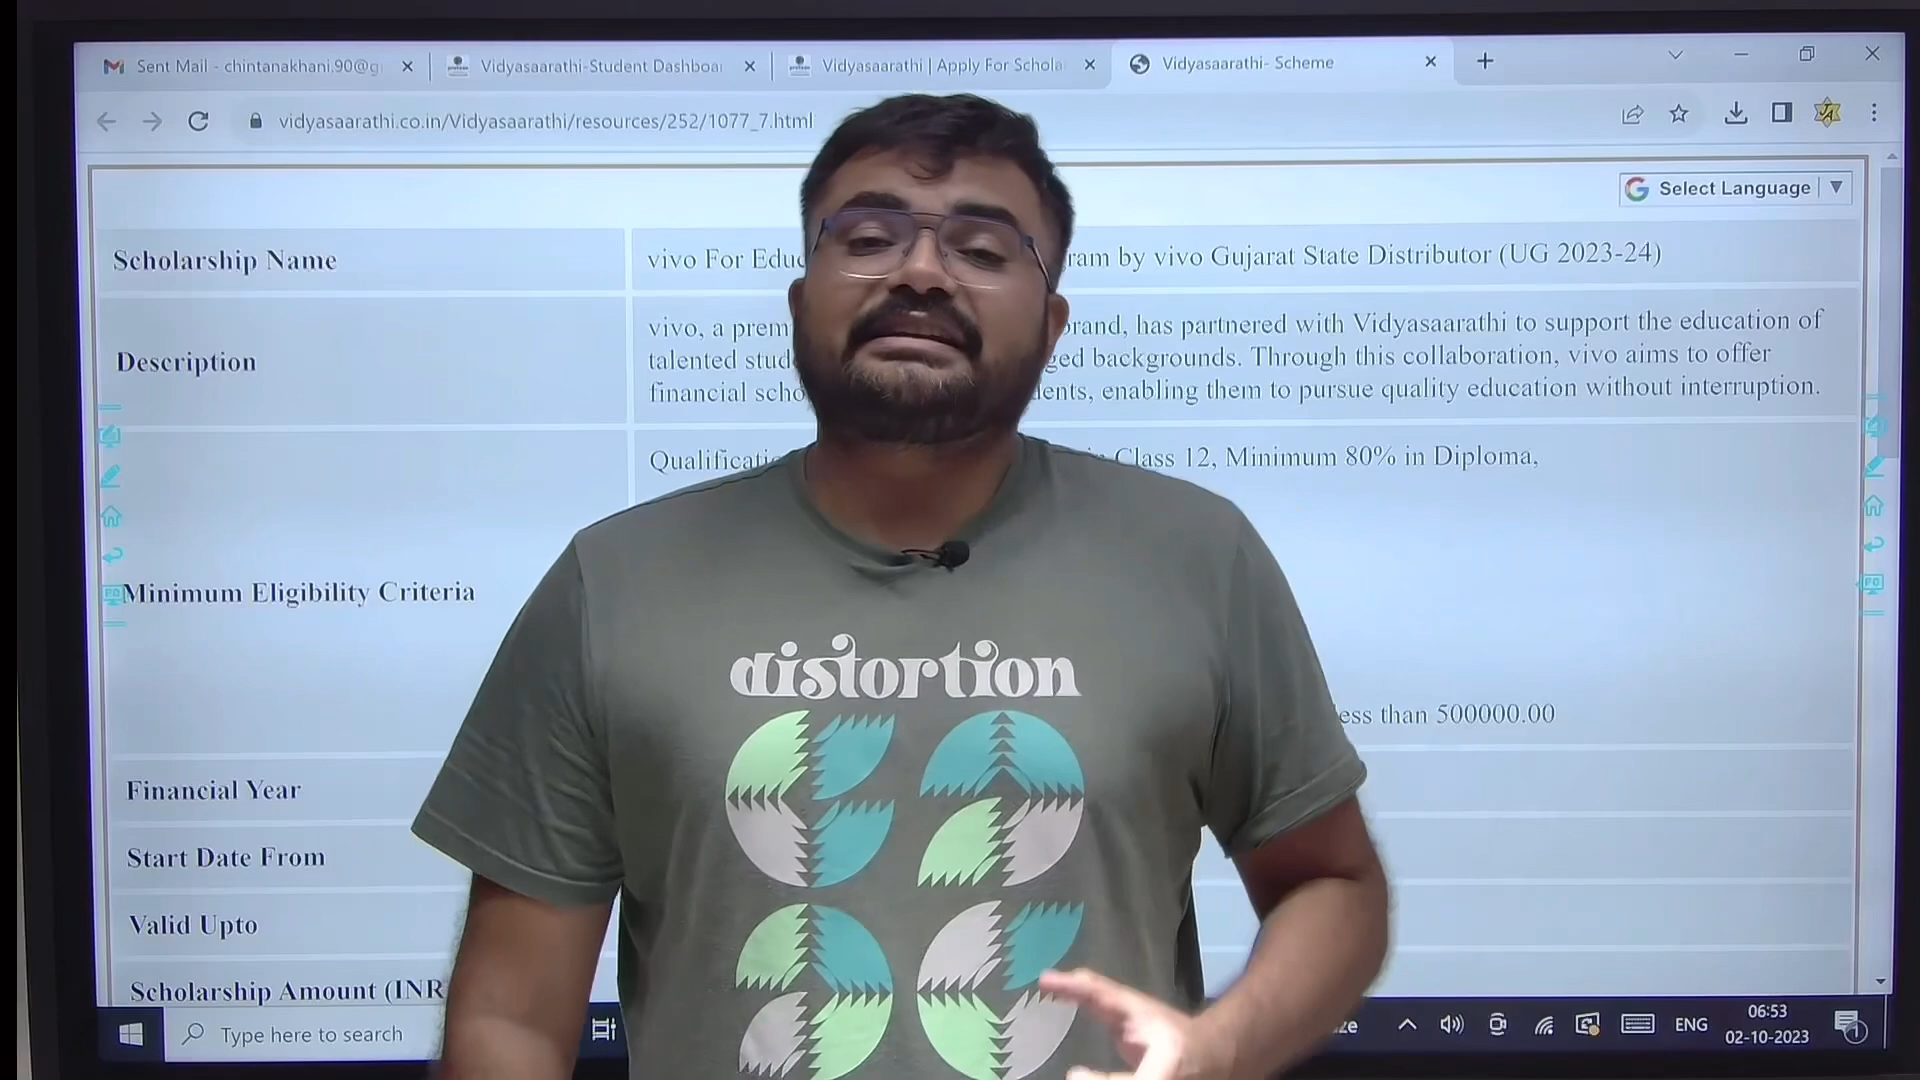 Sent Mail - chintanakhani.90@g
Vidyasaarathi-Student Dashboa
Vidyasaarathi | Apply For Schola
Vidyasaarathi- Scheme
vidyasaarathi.co.in/Vidyasaarathi/resources/252/1077_7.html
Select Language
Scholarship Name
vivo For Educ ram by vivo Gujarat State Distributor (UG 2023-24)
Description
vivo, a prem brand, has partnered with Vidyasaarathi to support the education of
talented stud ged backgrounds. Through this collaboration, vivo aims to offer
financial scho dents, enabling them to pursue quality education without interruption.
Qualificatio Class 12, Minimum 80% in Diploma,
Minimum Eligibility Criteria
less than 500000.00
Financial Year
Start Date From
Valid Upto
Scholarship Amount (INR
distortion
Type here to search
ENG
06:53
02-10-2023